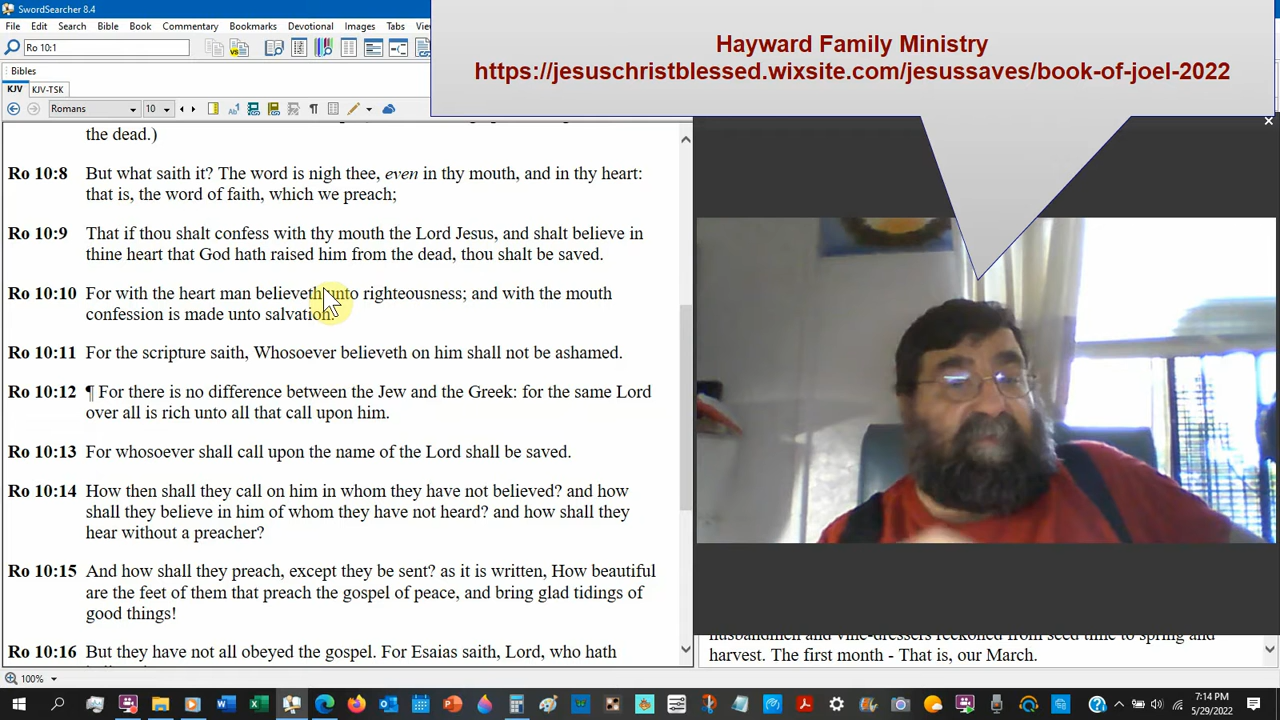 SwordSearcher 8.4
File Edit Search Bible Book Commentary Bookmarks Devotional Images Tabs
Ro 10:1
Bibles
KJV KJV-TSK
Romans 10
Hayward Family Ministry
https://jesuschristblessed.wixsite.com/jesussaves/book-of-joel-2022
the dead.)
Ro 10:8 But what saith it? The word is nigh thee, even in thy mouth, and in thy heart:
that is, the word of faith, which we preach;
Ro 10:9 That if thou shalt confess with thy mouth the Lord Jesus, and shalt believe in
thine heart that God hath raised him from the dead, thou shalt be saved.
Ro 10:10 For with the heart man believeth unto righteousness; and with the mouth
confession is made unto salvation.
Ro 10:11 For the scripture saith, Whosoever believeth on him shall not be ashamed.
Ro 10:12 ¶ For there is no difference between the Jew and the Greek: for the same Lord
over all is rich unto all that call upon him.
Ro 10:13 For whosoever shall call upon the name of the Lord shall be saved.
Ro 10:14 How then shall they call on him in whom they have not believed? and how
shall they believe in him of whom they have not heard? and how shall they
hear without a preacher?
Ro 10:15 And how shall they preach, except they be sent? as it is written, How beautiful
are the feet of them that preach the gospel of peace, and bring glad tidings of
good things!
Ro 10:16 But they have not all obeyed the gospel. For Esaias saith, Lord, who hath
husbandmen and vine-dressers reckoned from seed time to spring and
harvest. The first month - That is, our March.
100%
7:14 PM
5/29/2022